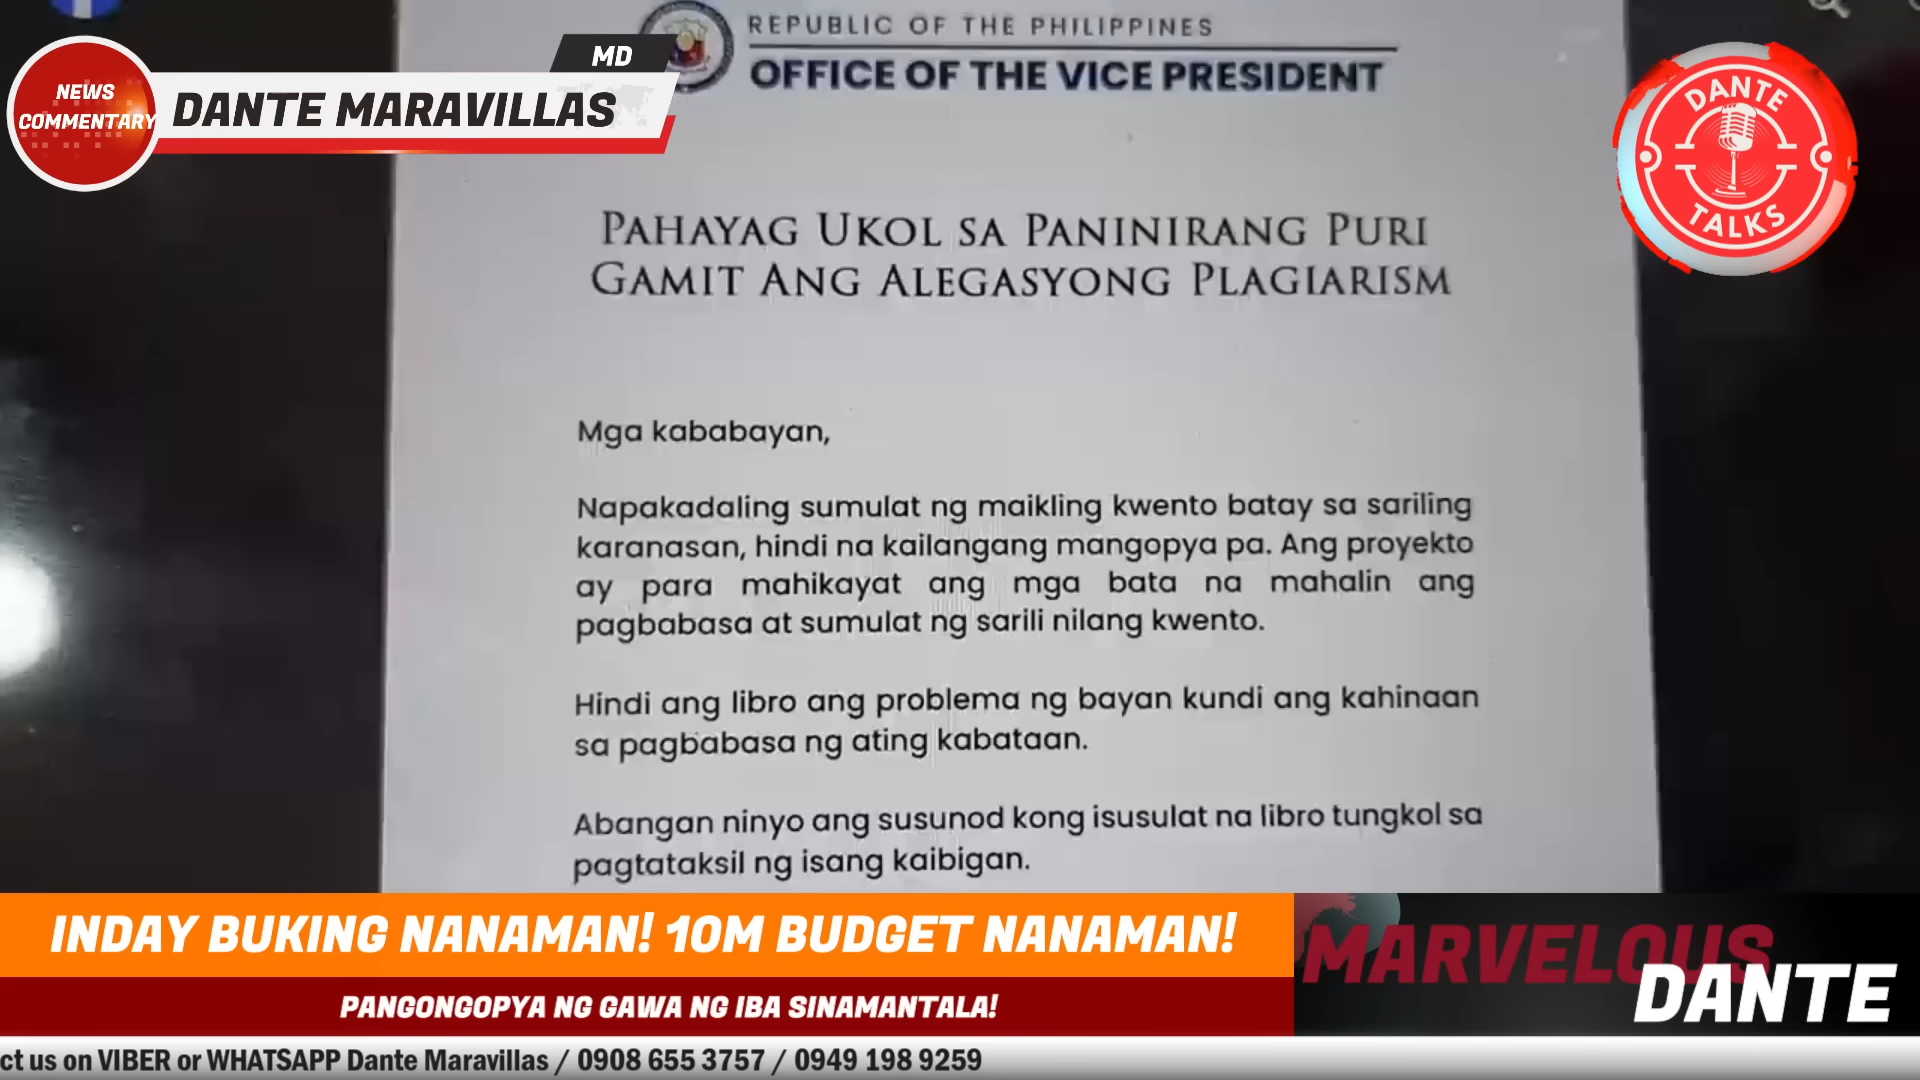 REPUBLIC OF THE PHILIPPINES
OFFICE OF THE VICE PRESIDENT
MD
NEWS
COMMENTARY
DANTE MARAVILLAS
DANTE
TALKS
PAHAYAG UKOL SA PANINIRANG PURI
GAMIT ANG ALEGASYONG PLAGIARISM
Mga kababayan,
Napakadaling sumulat ng maikling kwento batay sa sariling
karanasan, hindi na kailangang mangopya pa. Ang proyekto
ay para mahikayat ang mga bata na mahalin ang
pagbabasa at sumulat ng sarili nilang kwento.
Hindi ang libro ang problema ng bayan kundi ang kahinaan
sa pagbabasa ng ating kabataan.
Abangan ninyo ang susunod kong isusulat na libro tungkol sa
pagtataksil ng isang kaibigan.
INDAY BUKING NANAMAN! 10M BUDGET NANAMAN!
PANGONGOPYA NG GAWA NG IBA SINAMANTALA!
MARVELOUS
DANTE
ct us on VIBER or WHATSAPP Dante Maravillas / 0908 655 3757 / 0949 198 9259